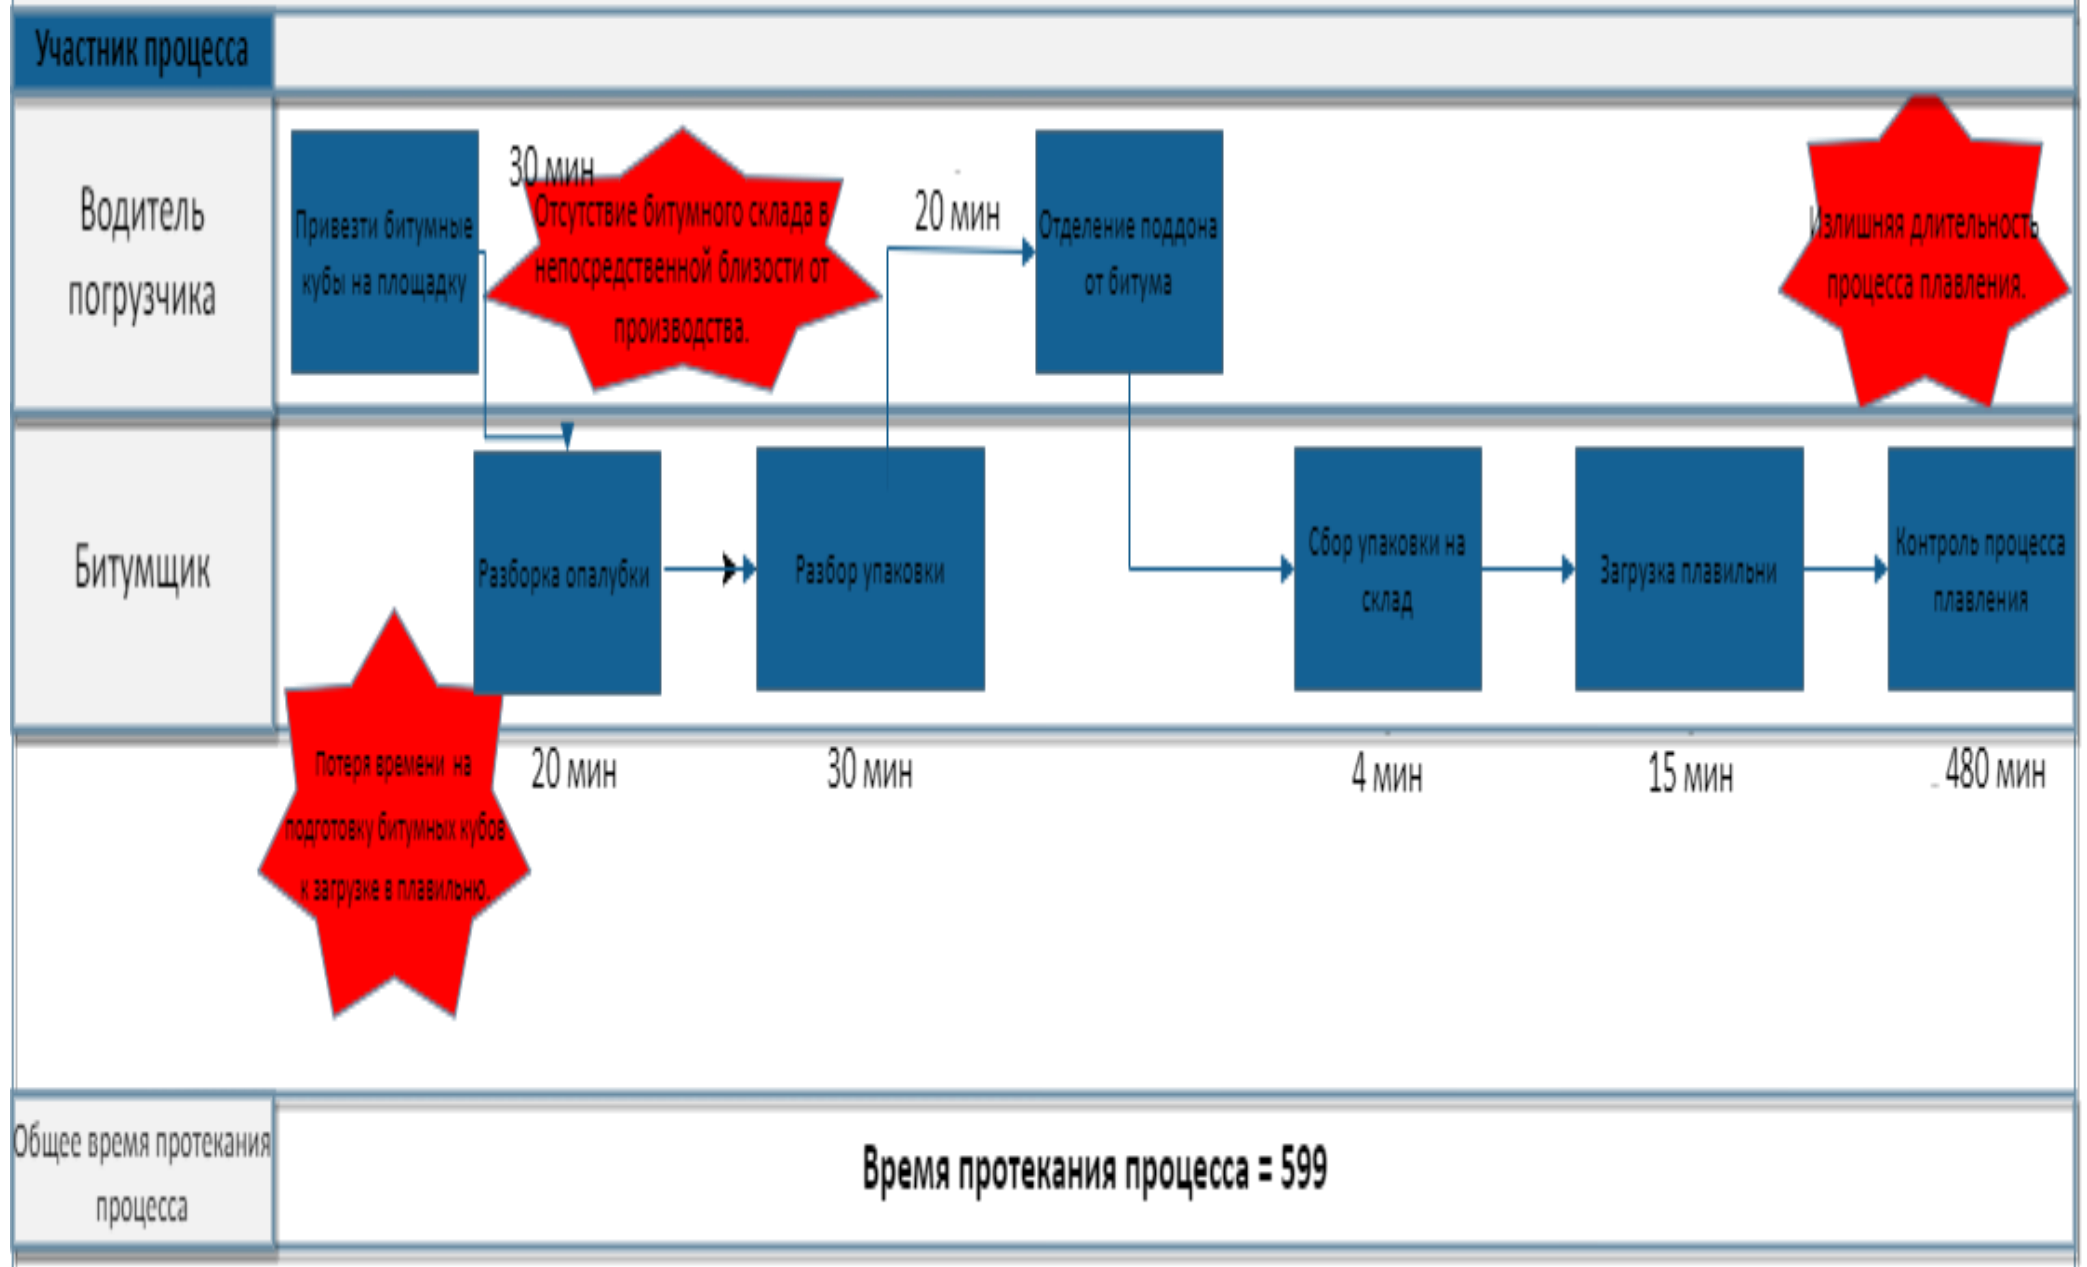 Участник процесса
Водитель
погрузчика
Привезти битумные
кубы на площадку
30 мин
Отсутствие битумного склада в
непосредственной близости от
производства.
20 мин
Отделение поддона
от битума
Излишняя длительность
процесса плавления.
Битумщик
Разборка опалубки
Разбор упаковки
Сбор упаковки на
склад
Загрузка плавильни
Контроль процесса
плавления
Потеря времени на
подготовку битумных кубов
к загрузке в плавильню.
20 мин
30 мин
4 мин
15 мин
480 мин
Общее время протекания
процесса
Время протекания процесса = 599